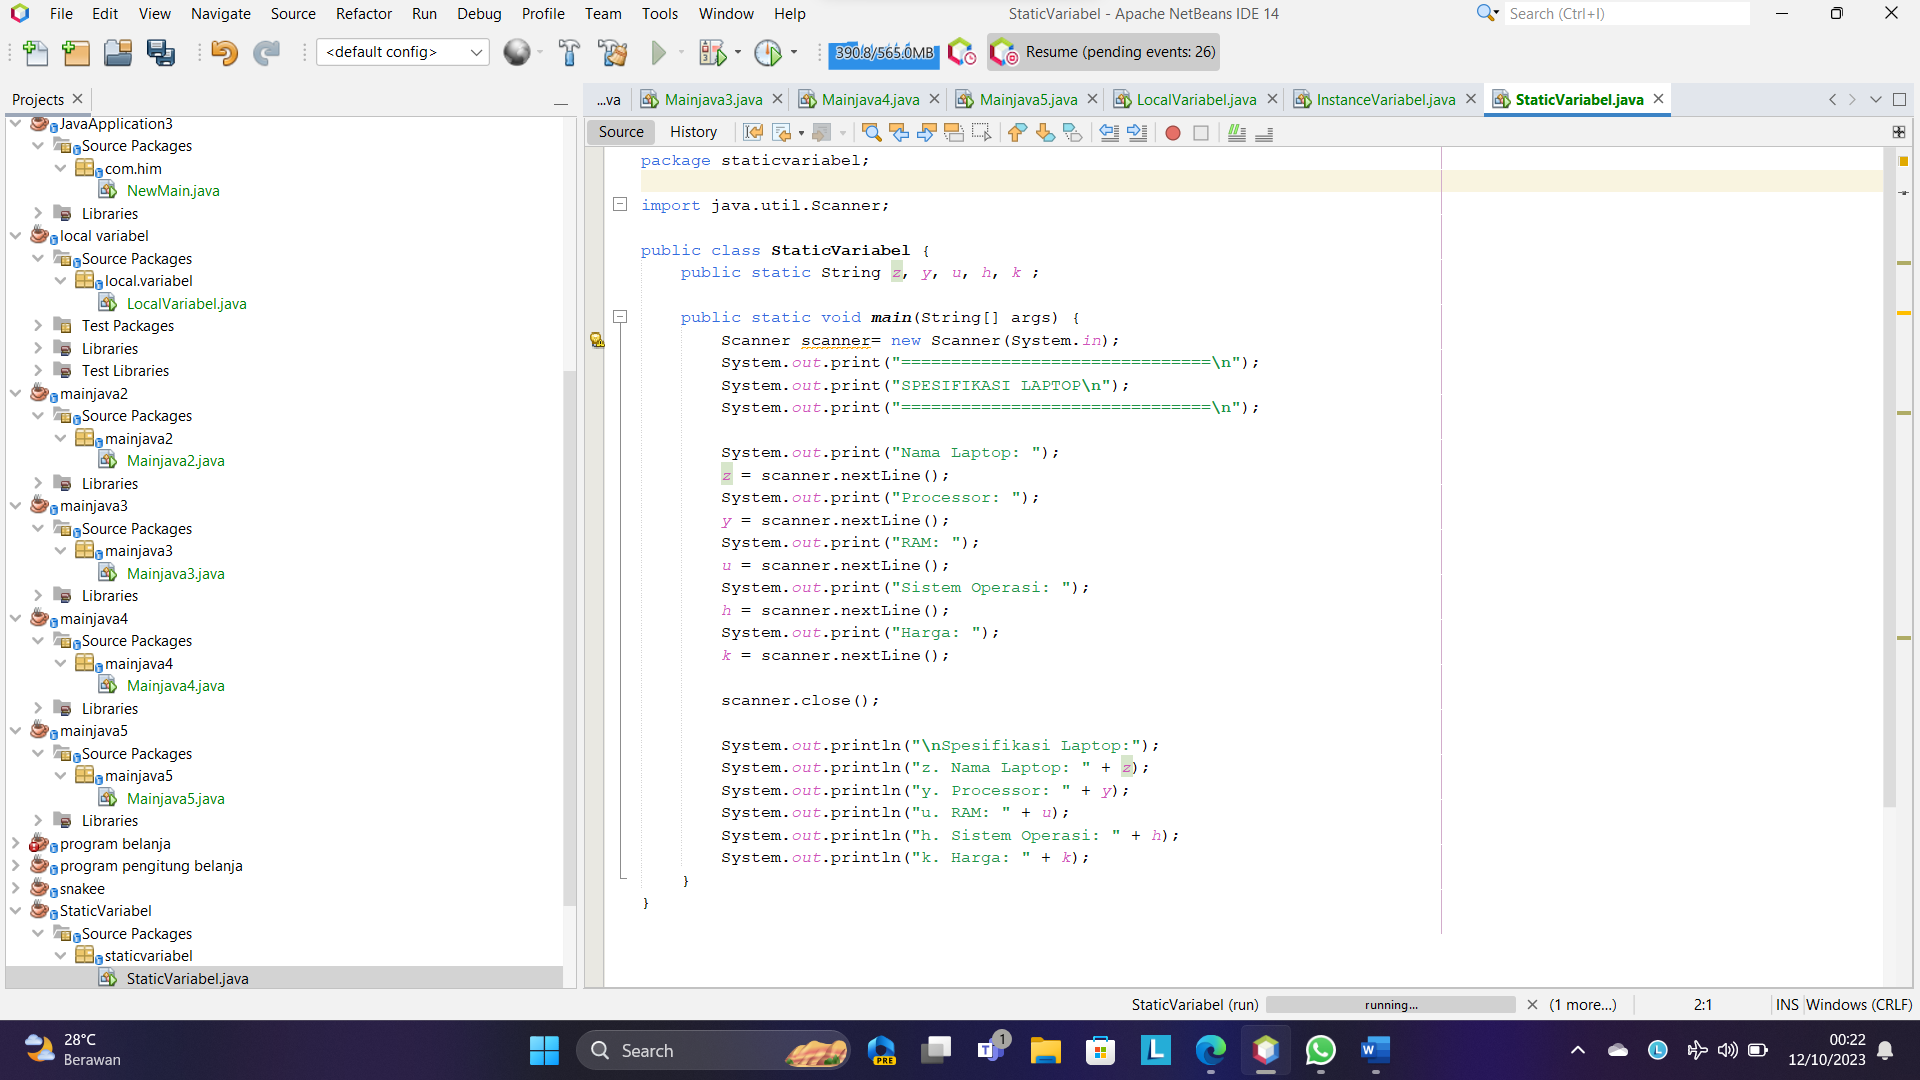 File Edit View Navigate Source Refactor Run Debug Profile Team Tools Window Help
StaticVariabel - Apache NetBeans IDE 14
Search (Ctrl+I)
<default config>
390.8/565.0MB
Resume (pending events: 26)
Projects
JavaApplication3
Source Packages
com.him
NewMain.java
Libraries
local variabel
Source Packages
local.variabel
LocalVariabel.java
Test Packages
Libraries
Test Libraries
mainjava2
Source Packages
mainjava2
Mainjava2.java
Libraries
mainjava3
Source Packages
mainjava3
Mainjava3.java
Libraries
mainjava4
Source Packages
mainjava4
Mainjava4.java
Libraries
mainjava5
Source Packages
mainjava5
Mainjava5.java
Libraries
program belanja
program pengitung belanja
snakee
StaticVariabel
Source Packages
staticvariabel
StaticVariabel.java
...va Mainjava3.java Mainjava4.java Mainjava5.java LocalVariabel.java InstanceVariabel.java StaticVariabel.java
Source History
package staticvariabel;
import java.util.Scanner;
public class StaticVariabel {
public static String z, y, u, h, k ;
public static void main(String[] args) {
Scanner scanner= new Scanner(System.in);
System.out.print("===============================\n");
System.out.print("SPESIFIKASI LAPTOP\n");
System.out.print("===============================\n");
System.out.print("Nama Laptop: ");
z = scanner.nextLine();
System.out.print("Processor: ");
y = scanner.nextLine();
System.out.print("RAM: ");
u = scanner.nextLine();
System.out.print("Sistem Operasi: ");
h = scanner.nextLine();
System.out.print("Harga: ");
k = scanner.nextLine();
scanner.close();
System.out.println("\nSpesifikasi Laptop:");
System.out.println("z. Nama Laptop: " + z);
System.out.println("y. Processor: " + y);
System.out.println("u. RAM: " + u);
System.out.println("h. Sistem Operasi: " + h);
System.out.println("k. Harga: " + k);
}
}
StaticVariabel (run) running... (1 more...) 2:1 INS Windows (CRLF)
28°C
Berawan
Search
PRE
1
00:22
12/10/2023